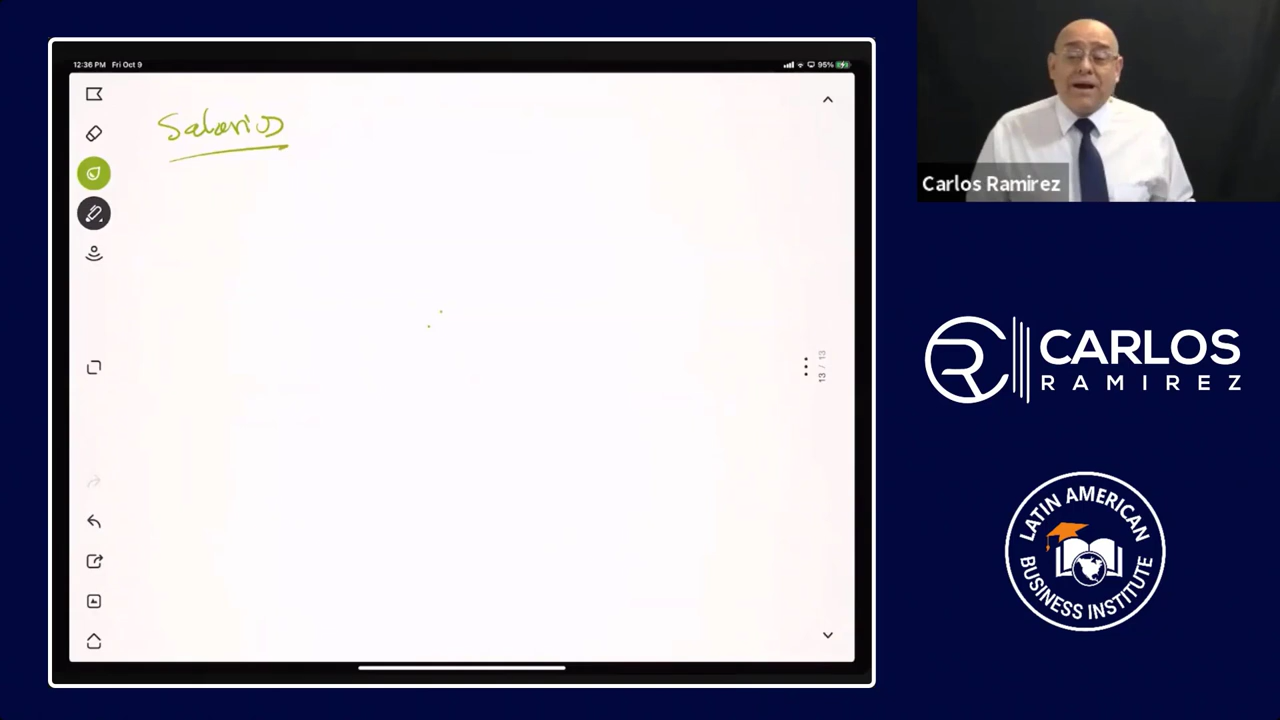 12:36 PM Fri Oct 9
95%
Salarios
13 / 13
Carlos Ramirez
CARLOS
RAMIREZ
LATIN AMERICAN
BUSINESS INSTITUTE